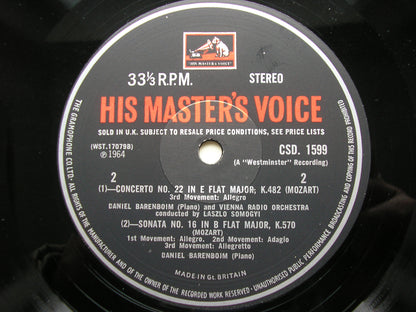 "HIS MASTER'S VOICE"
33⅓ R.P.M. STEREO
HIS MASTER'S VOICE
SOLD IN U.K. SUBJECT TO RESALE PRICE CONDITIONS, SEE PRICE LISTS
(WST.17079B)
℗1964
CSD. 1599
(A "Westminster" Recording)
2 2
(1)—CONCERTO NO. 22 IN E FLAT MAJOR, K.482 (MOZART)
3rd Movement: Allegro
DANIEL BARENBOIM (Piano) and VIENNA RADIO ORCHESTRA
conducted by LASZLO SOMOGYI
(2)—SONATA NO. 16 IN B FLAT MAJOR, K.570
(MOZART)
1st Movement: Allegro. 2nd Movement: Adagio
3rd Movement: Allegretto
DANIEL BARENBOIM (Piano)
MADE IN Gt. BRITAIN
THE GRAMOPHONE CO LTD· ALL RIGHTS OF THE MANUFACTURER AND OF THE OWNER OF THE RECORDED WORK RESERVED ·UNAUTHORISED PUBLIC PERFORMANCE BROADCASTING AND COPYING OF THIS RECORD PROHIBITED